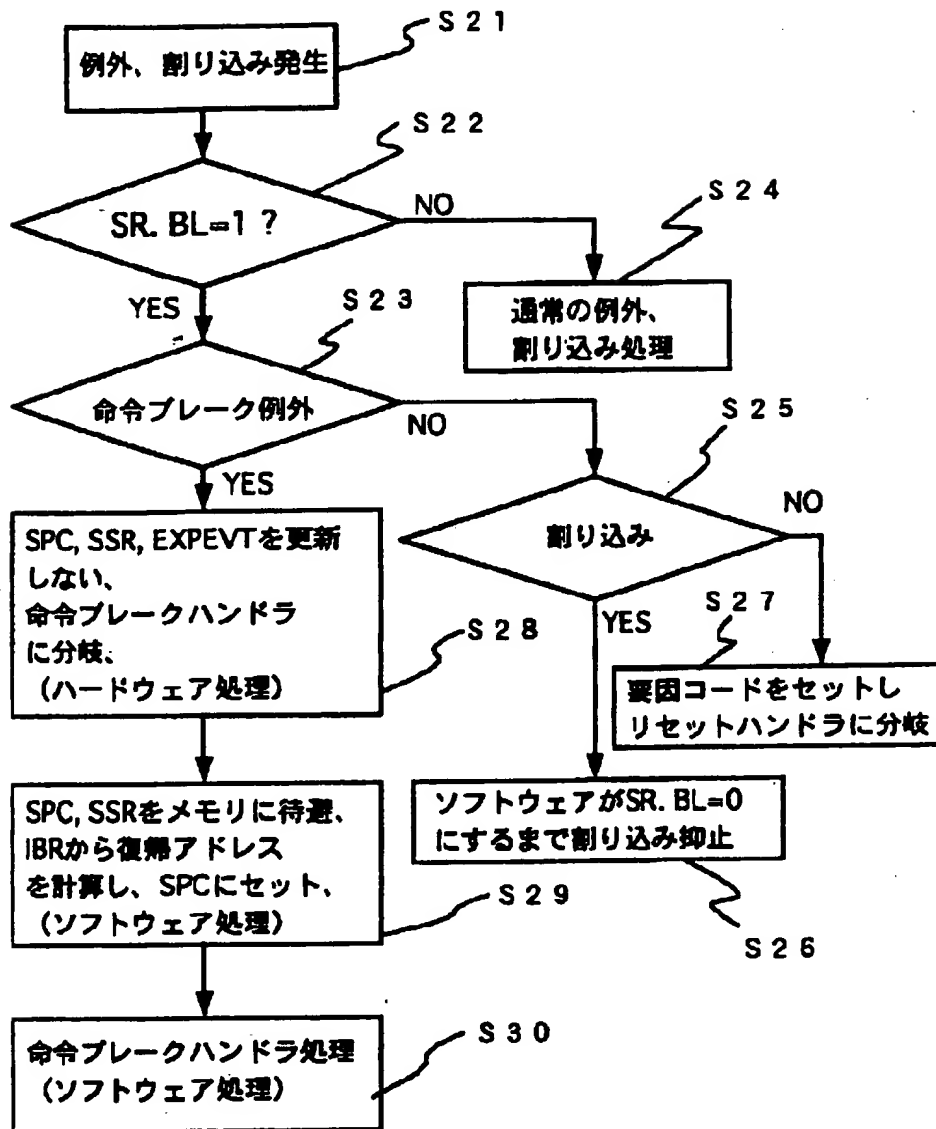 例外、割り込み発生
S21
SR. BL=1 ?
S22
NO
YES
S24
通常の例外、
割り込み処理
S23
命令ブレーク例外
NO
YES
S25
割り込み
NO
YES
SPC, SSR, EXPEVTを更新
しない、
命令ブレークハンドラ
に分岐、
(ハードウェア処理)
S28
S27
要因コードをセットし
リセットハンドラに分岐
ソフトウェアがSR. BL=0
にするまで割り込み抑止
S26
SPC, SSRをメモリに待避、
IBRから復帰アドレス
を計算し、SPCにセット、
(ソフトウェア処理)
S29
命令ブレークハンドラ処理
(ソフトウェア処理)
S30